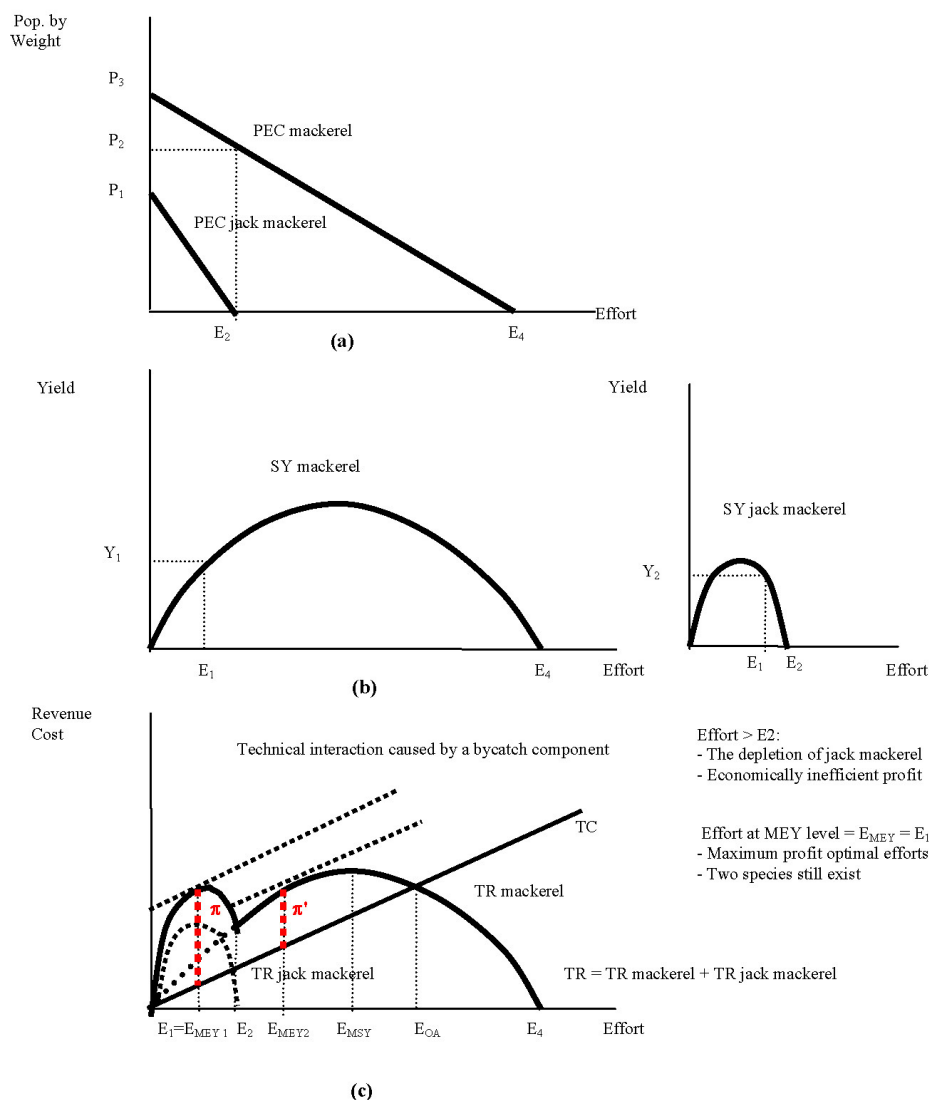 Pop. by
Weight
P3
PEC mackerel
P2
P1
PEC jack mackerel
Effort
E2
E4
(a)
Yield
Yield
SY mackerel
SY jack mackerel
Y1
Y2
E1
E4
Effort
E1
E2
Effort
(b)
Revenue
Cost
Technical interaction caused by a bycatch component
Effort > E2:
- The depletion of jack mackerel
- Economically inefficient profit
TC
Effort at MEY level = EMEY = E1
- Maximum profit optimal efforts
- Two species still exist
TR mackerel
π
π'
TR jack mackerel
TR = TR mackerel + TR jack mackerel
E1=EMEY 1
E2
EMEY2
EMSY
EOA
E4
Effort
(c)